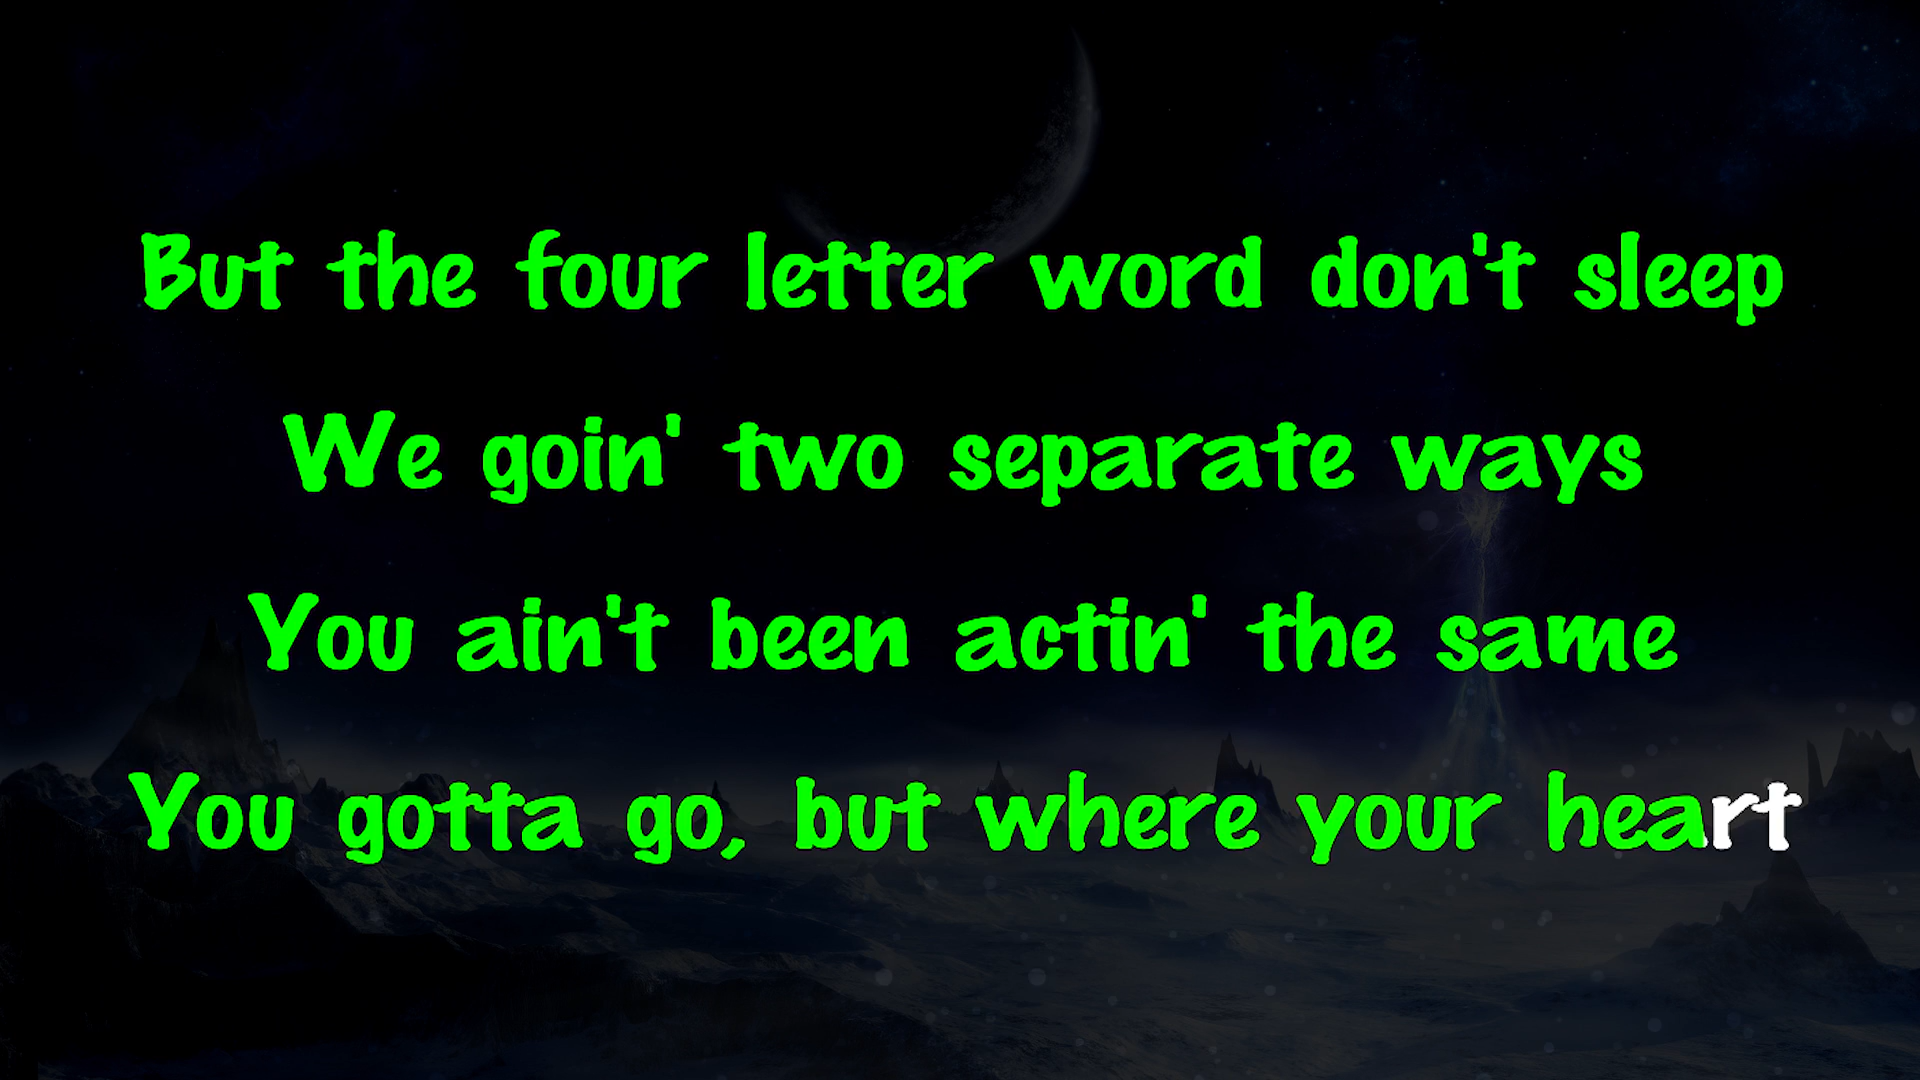 But the four letter word don't sleep
We goin' two separate ways
You ain't been actin' the same
You gotta go, but where your heart